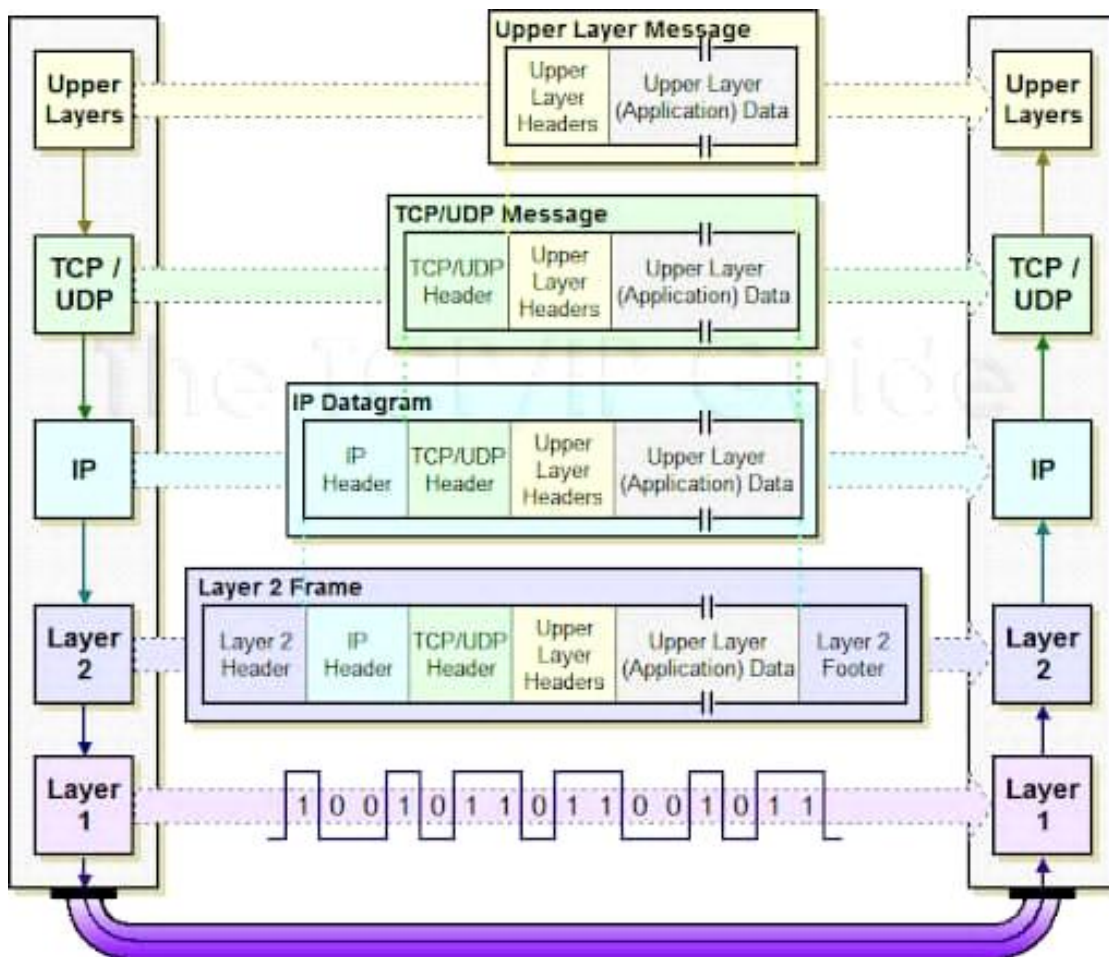 Upper Layer Message
Upper
Layers
Upper
Layer
Headers
Upper Layer
(Application) Data
Upper
Layers
TCP/UDP Message
TCP /
UDP
TCP/UDP
Header
Upper
Layer
Headers
Upper Layer
(Application) Data
TCP /
UDP
The TCP/IP Guide
IP Datagram
IP
IP
Header
TCP/UDP
Header
Upper
Layer
Headers
Upper Layer
(Application) Data
IP
Layer 2 Frame
Layer
2
Layer 2
Header
IP
Header
TCP/UDP
Header
Upper
Layer
Headers
Upper Layer
(Application) Data
Layer 2
Footer
Layer
2
Layer
1
1 0 0 1 0 1 1 0 1 1 0 0 1 0 1 1
Layer
1